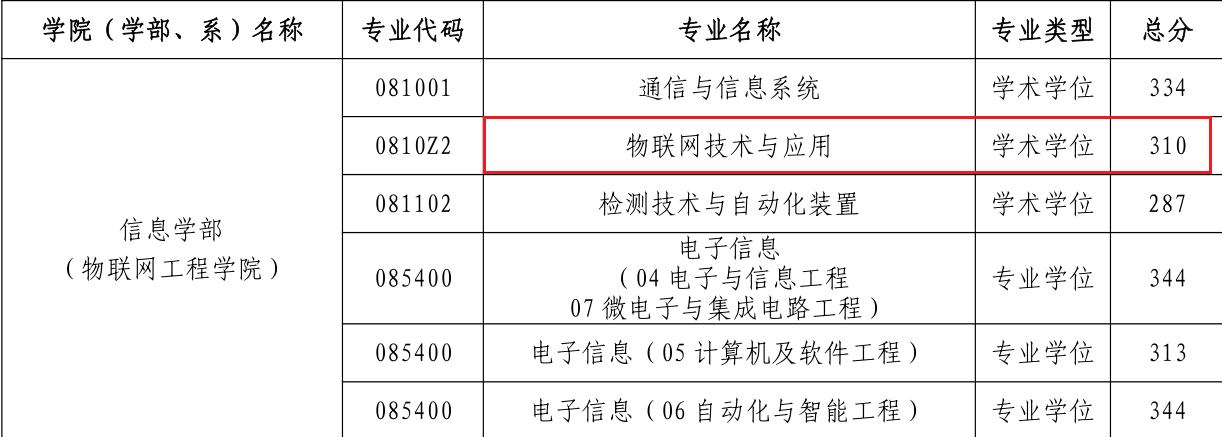 学院（学部、系）名称 专业代码 专业名称 专业类型 总分
081001 通信与信息系统 学术学位 334
0810Z2 物联网技术与应用 学术学位 310
081102 检测技术与自动化装置 学术学位 287
信息学部
（物联网工程学院）
电子信息
085400 （04 电子与信息工程 专业学位 344
07 微电子与集成电路工程）
085400 电子信息（05 计算机及软件工程） 专业学位 313
085400 电子信息（06 自动化与智能工程） 专业学位 344